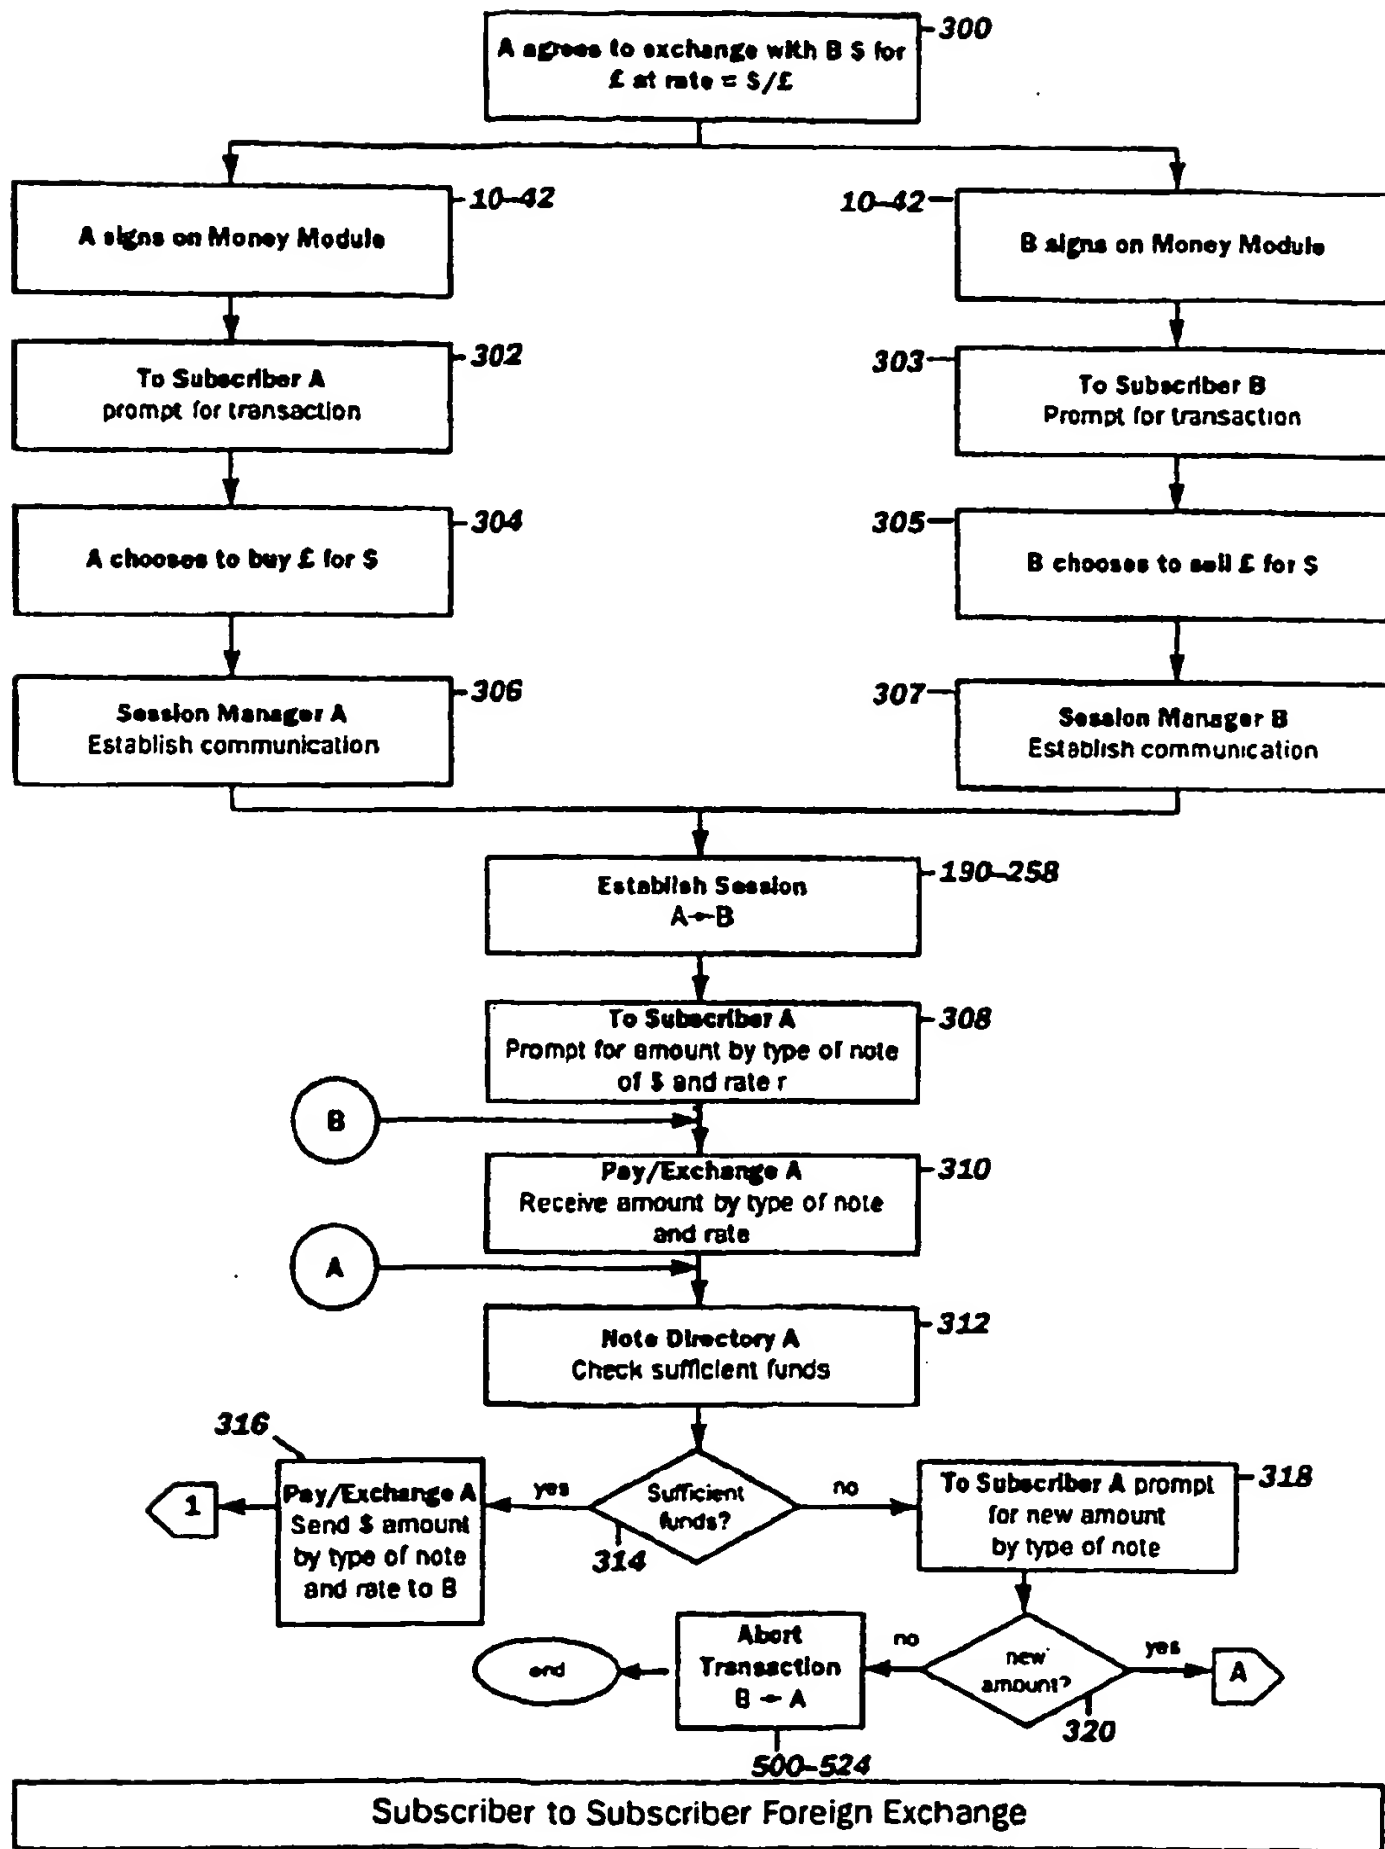 300
A agrees to exchange with B $ for
£ at rate = $/£
10-42
A signs on Money Module
10-42
B signs on Money Module
302
To Subscriber A
prompt for transaction
303
To Subscriber B
Prompt for transaction
304
A chooses to buy £ for $
305
B chooses to sell £ for $
306
Session Manager A
Establish communication
307
Session Manager B
Establish communication
190-258
Establish Session
A←B
308
To Subscriber A
Prompt for amount by type of note
of $ and rate r
B
310
Pay/Exchange A
Receive amount by type of note
and rate
A
312
Note Directory A
Check sufficient funds
316
1
Pay/Exchange A
Send $ amount
by type of note
and rate to B
yes
Sufficient
funds?
314
no
To Subscriber A prompt
for new amount
by type of note
318
end
Abort
Transaction
B ← A
500-524
no
new
amount?
320
yes
A
Subscriber to Subscriber Foreign Exchange